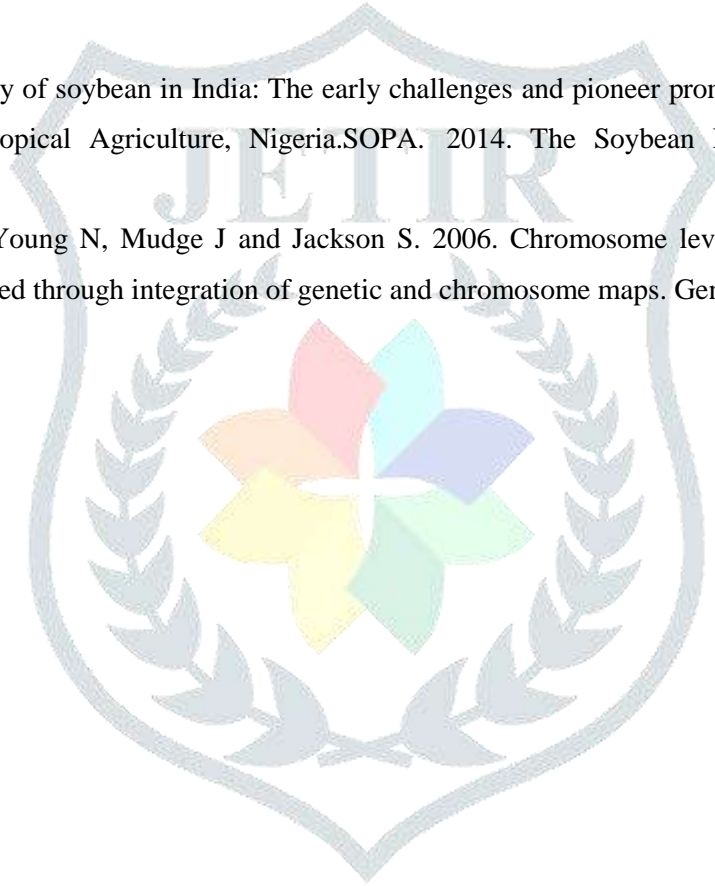 y of soybean in India: The early challenges and pioneer pron
opical Agriculture, Nigeria.SOPA. 2014. The Soybean
JETIR
Young N, Mudge J and Jackson S. 2006. Chromosome lev
ed through integration of genetic and chromosome maps. Ger